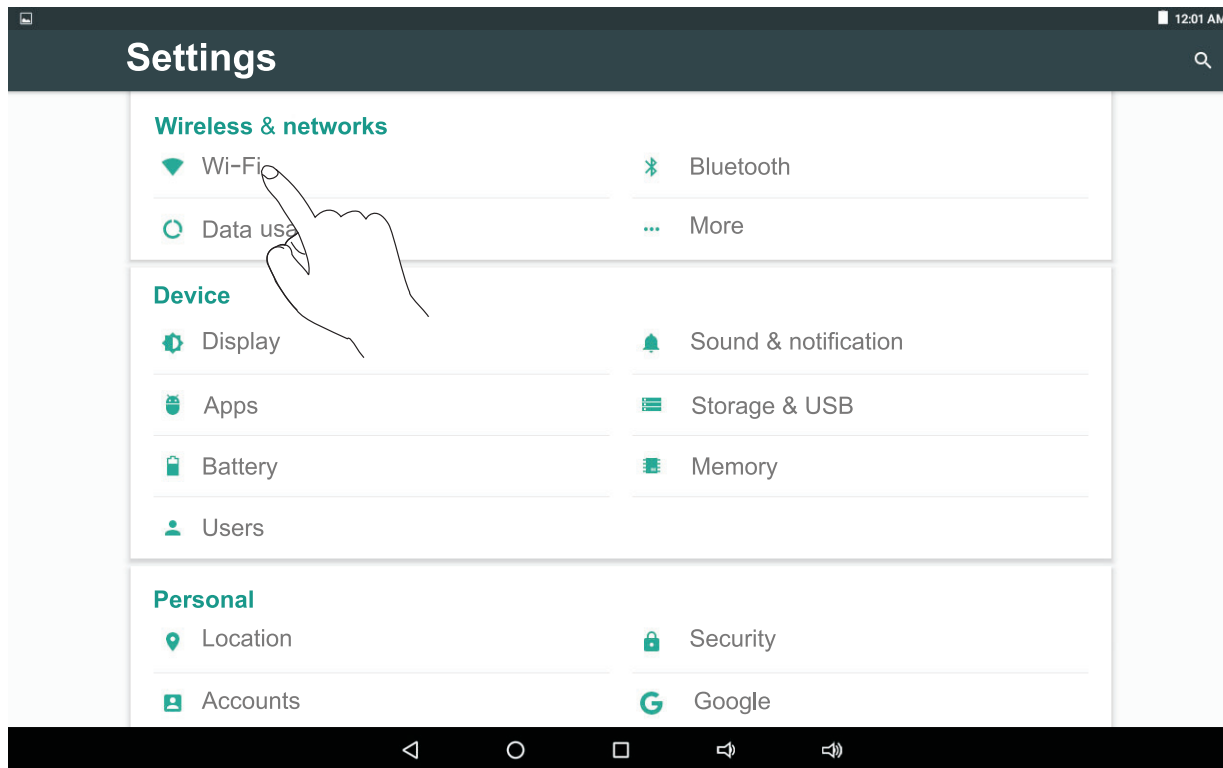 12:01 AM
Settings
Wireless & networks
Wi-Fi
Bluetooth
Data
More
Device
Display
Sound & notification
Apps
Storage & USB
Battery
Memory
Users
Personal
Location
Security
Accounts
Google